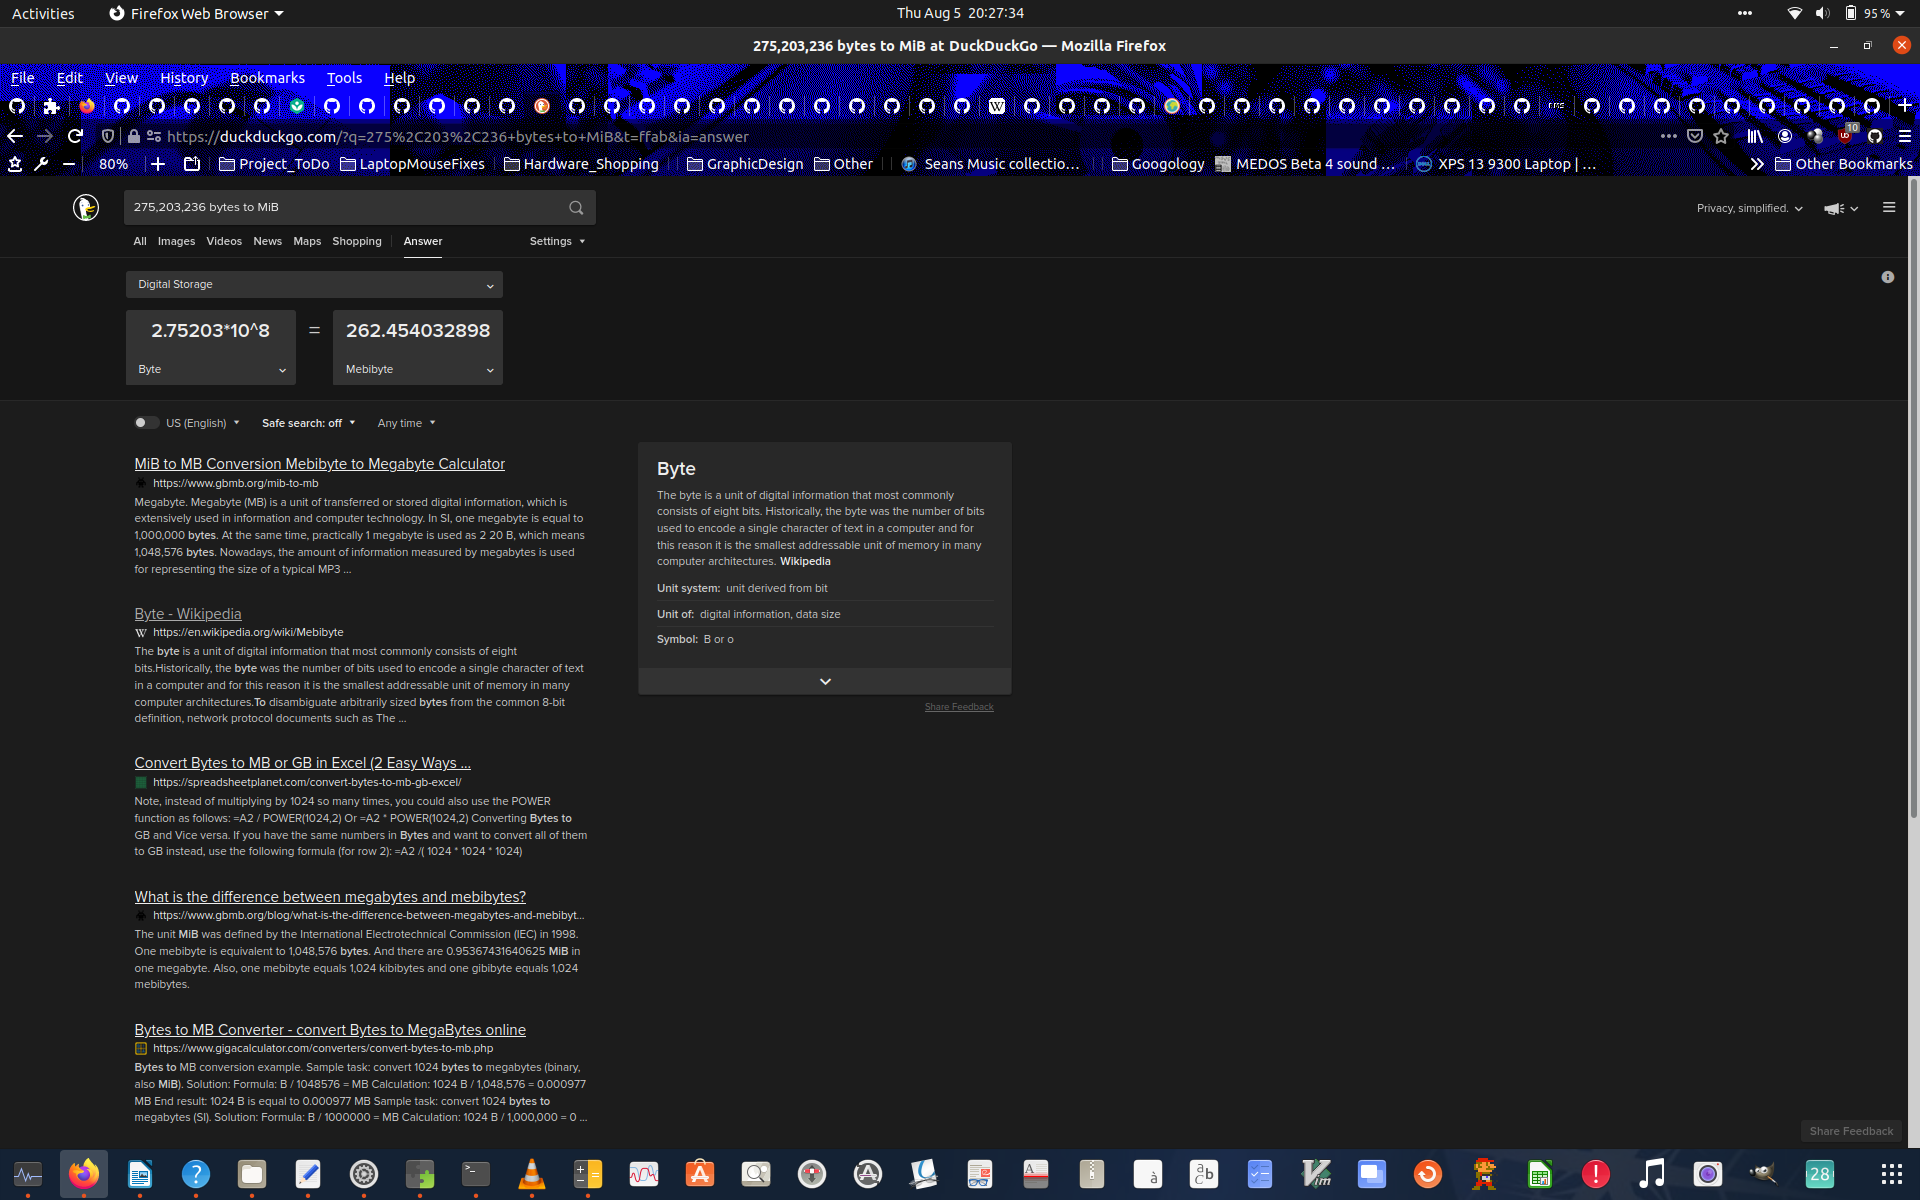 Activities
Firefox Web Browser
Thu Aug 5 20:27:34
95 %
275,203,236 bytes to MiB at DuckDuckGo — Mozilla Firefox
File Edit View History Bookmarks Tools Help
https://duckduckgo.com/?q=275%2C203%2C236+bytes+to+MiB&t=ffab&ia=answer
10
80%
Project_ToDo
LaptopMouseFixes
Hardware_Shopping
GraphicDesign
Other
Seans Music collectio…
Googology
MEDOS Beta 4 sound …
XPS 13 9300 Laptop | …
Other Bookmarks
275,203,236 bytes to MiB
Privacy, simplified.
All Images Videos News Maps Shopping Answer Settings
Digital Storage
2.75203*10^8 = 262.454032898
Byte Mebibyte
US (English) Safe search: off Any time
MiB to MB Conversion Mebibyte to Megabyte Calculator
https://www.gbmb.org/mib-to-mb
Megabyte. Megabyte (MB) is a unit of transferred or stored digital information, which is
extensively used in information and computer technology. In SI, one megabyte is equal to
1,000,000 bytes. At the same time, practically 1 megabyte is used as 2 20 B, which means
1,048,576 bytes. Nowadays, the amount of information measured by megabytes is used
for representing the size of a typical MP3 ...
Byte - Wikipedia
W https://en.wikipedia.org/wiki/Mebibyte
The byte is a unit of digital information that most commonly consists of eight
bits.Historically, the byte was the number of bits used to encode a single character of text
in a computer and for this reason it is the smallest addressable unit of memory in many
computer architectures.To disambiguate arbitrarily sized bytes from the common 8-bit
definition, network protocol documents such as The ...
Convert Bytes to MB or GB in Excel (2 Easy Ways ...
https://spreadsheetplanet.com/convert-bytes-to-mb-gb-excel/
Note, instead of multiplying by 1024 so many times, you could also use the POWER
function as follows: =A2 / POWER(1024,2) Or =A2 * POWER(1024,2) Converting Bytes to
GB and Vice versa. If you have the same numbers in Bytes and want to convert all of them
to GB instead, use the following formula (for row 2): =A2 /( 1024 * 1024 * 1024)
What is the difference between megabytes and mebibytes?
https://www.gbmb.org/blog/what-is-the-difference-between-megabytes-and-mebibyt...
The unit MiB was defined by the International Electrotechnical Commission (IEC) in 1998.
One mebibyte is equivalent to 1,048,576 bytes. And there are 0.95367431640625 MiB in
one megabyte. Also, one mebibyte equals 1,024 kibibytes and one gibibyte equals 1,024
mebibytes.
Bytes to MB Converter - convert Bytes to MegaBytes online
https://www.gigacalculator.com/converters/convert-bytes-to-mb.php
Bytes to MB conversion example. Sample task: convert 1024 bytes to megabytes (binary,
also MiB). Solution: Formula: B / 1048576 = MB Calculation: 1024 B / 1,048,576 = 0.000977
MB End result: 1024 B is equal to 0.000977 MB Sample task: convert 1024 bytes to
megabytes (SI). Solution: Formula: B / 1000000 = MB Calculation: 1024 B / 1,000,000 = 0 ...
Byte
The byte is a unit of digital information that most commonly
consists of eight bits. Historically, the byte was the number of bits
used to encode a single character of text in a computer and for
this reason it is the smallest addressable unit of memory in many
computer architectures. Wikipedia
Unit system: unit derived from bit
Unit of: digital information, data size
Symbol: B or o
Share Feedback
Share Feedback
28